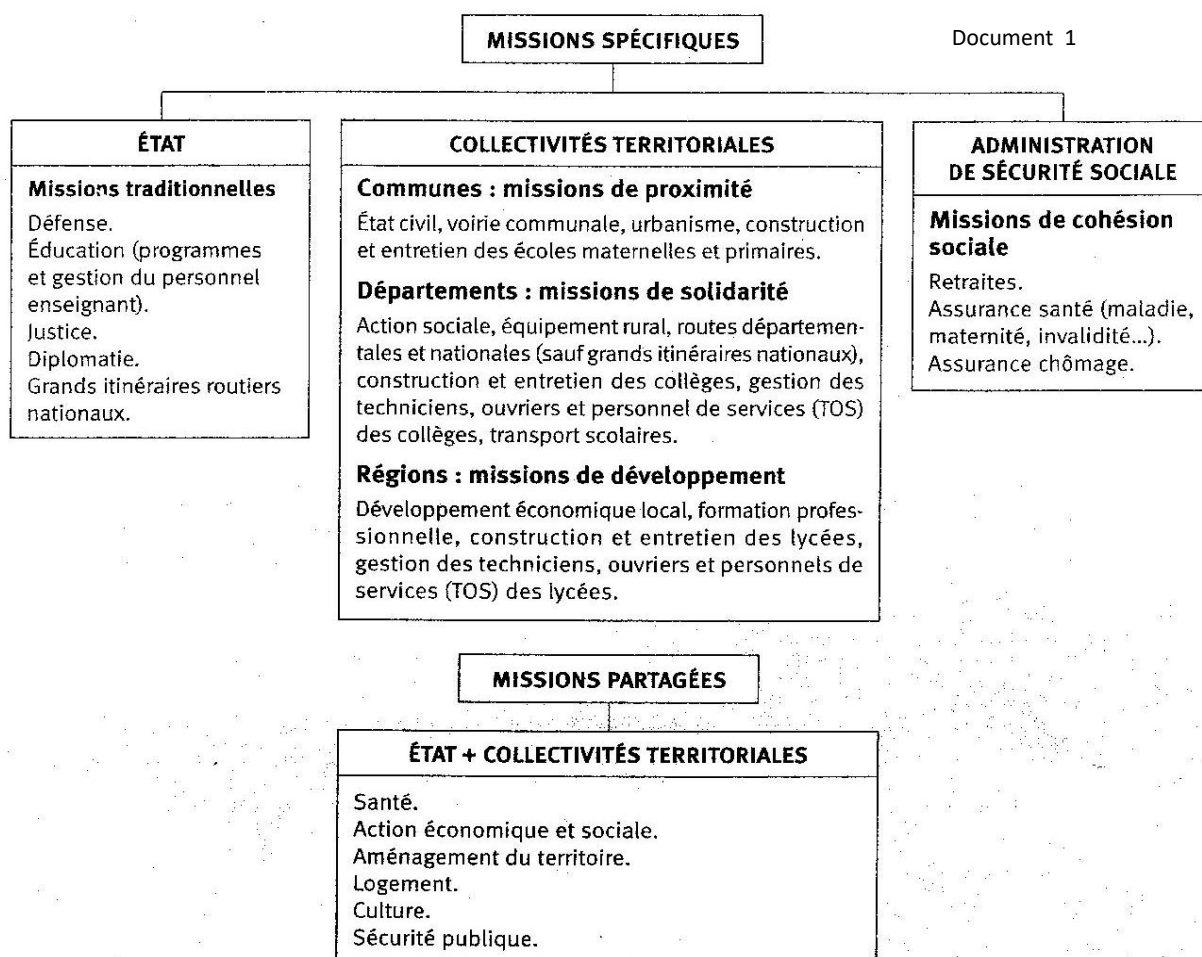 MISSIONS SPÉCIFIQUES
Document 1
ÉTAT
Missions traditionnelles
Défense.
Éducation (programmes
et gestion du personnel
enseignant).
Justice.
Diplomatie.
Grands itinéraires routiers
nationaux.
COLLECTIVITÉS TERRITORIALES
Communes : missions de proximité
État civil, voirie communale, urbanisme, construction
et entretien des écoles maternelles et primaires.
Départements : missions de solidarité
Action sociale, équipement rural, routes départemen-
tales et nationales (sauf grands itinéraires nationaux),
construction et entretien des collèges, gestion des
techniciens, ouvriers et personnel de services (TOS)
des collèges, transport scolaires.
Régions : missions de développement
Développement économique local, formation profes-
sionnelle, construction et entretien des lycées,
gestion des techniciens, ouvriers et personnels de
services (TOS) des lycées.
ADMINISTRATION
DE SÉCURITÉ SOCIALE
Missions de cohésion
sociale
Retraites.
Assurance santé (maladie,
maternité, invalidité...).
Assurance chômage.
MISSIONS PARTAGÉES
ÉTAT + COLLECTIVITÉS TERRITORIALES
Santé.
Action économique et sociale.
Aménagement du territoire.
Logement.
Culture.
Sécurité publique.